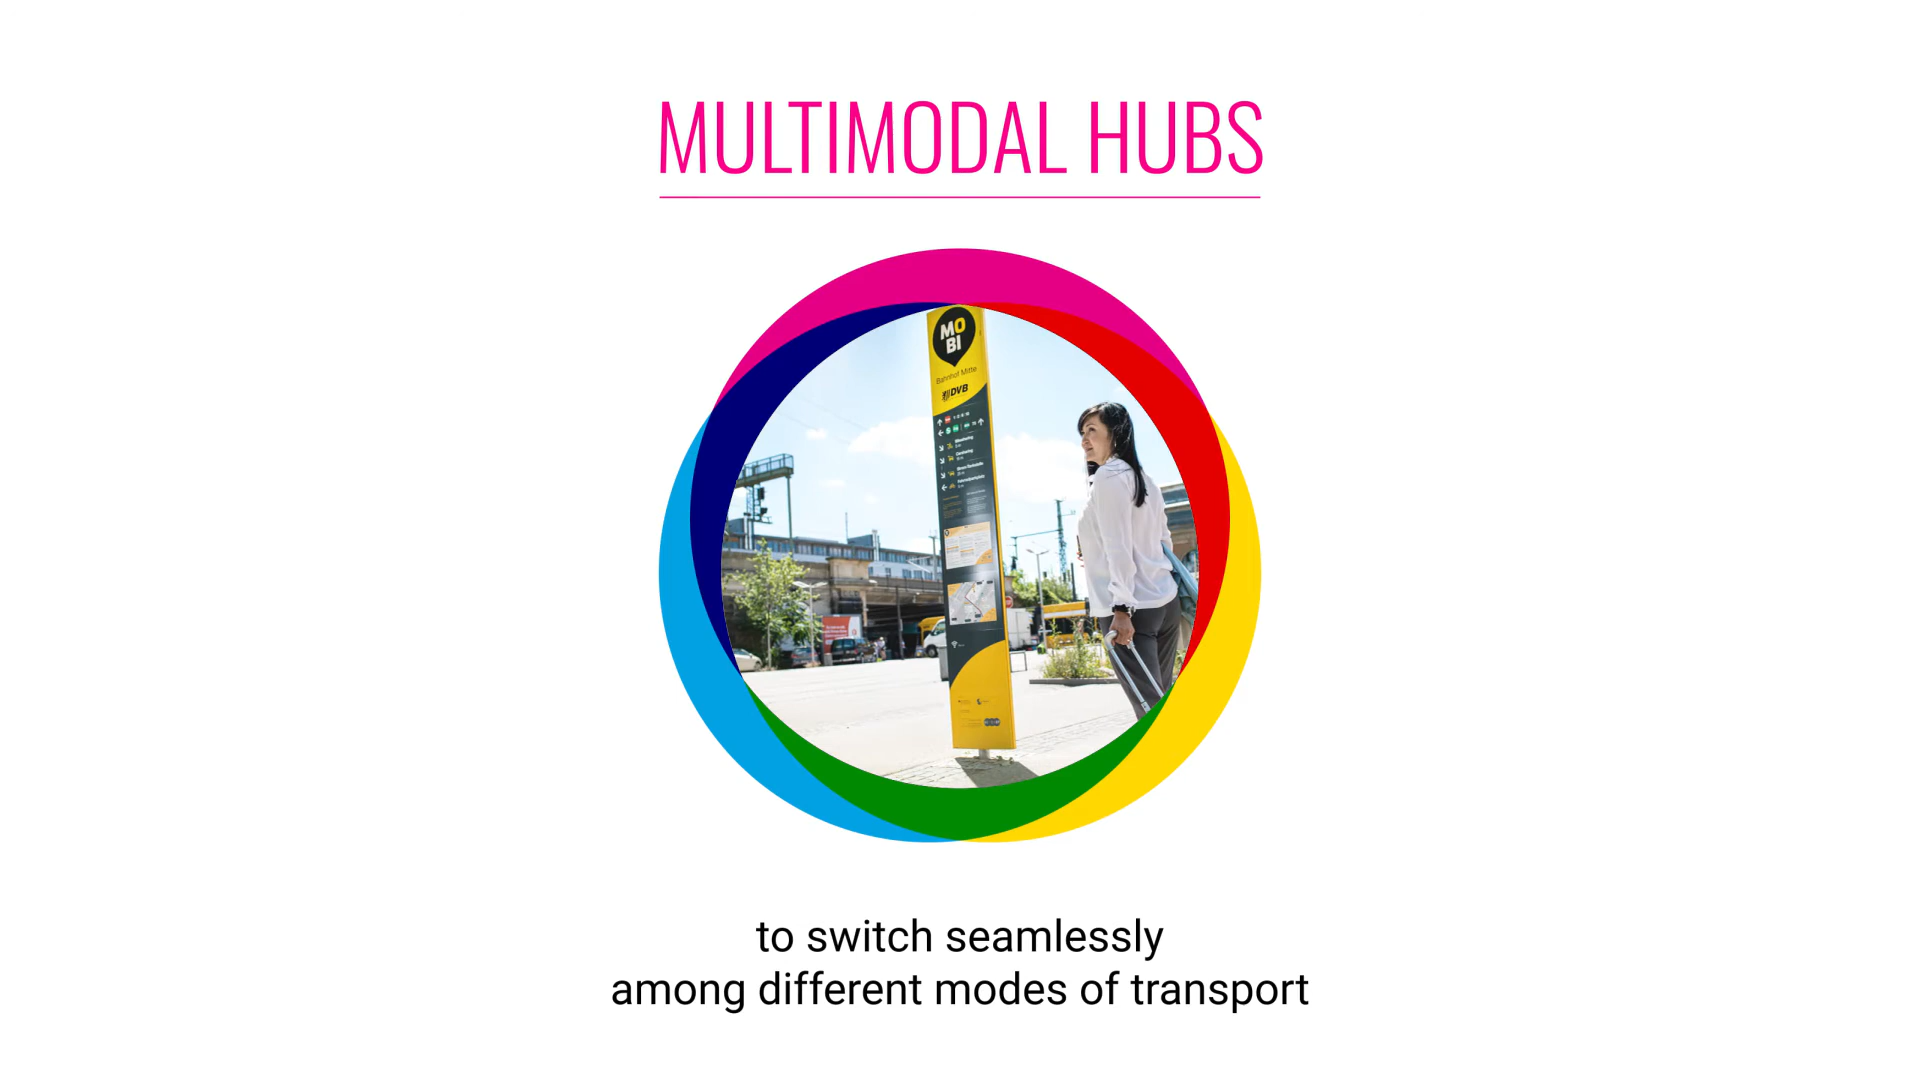 MULTIMODAL HUBS
MO
BI
Bahnhof Mitte
DVB
to switch seamlessly
among different modes of transport